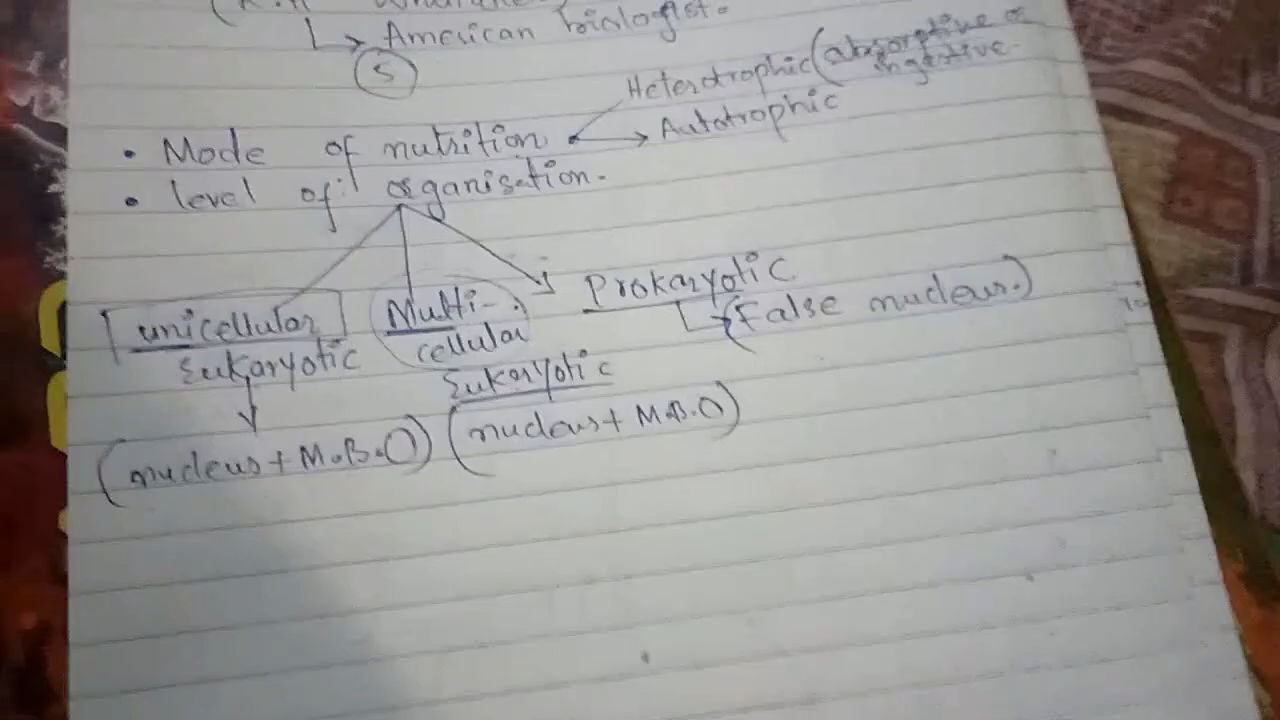 (R.H
American biologist.
5
Heterotrophic (absorptive or
ingestive.
• Mode of nutrition Autotrophic
• level of organisation.
unicellular Multi- Prokaryotic
Eukaryotic cellular (False nucleus.)
Eukaryotic
(nucleus + M.B.O) (nucleus + M.B.O)